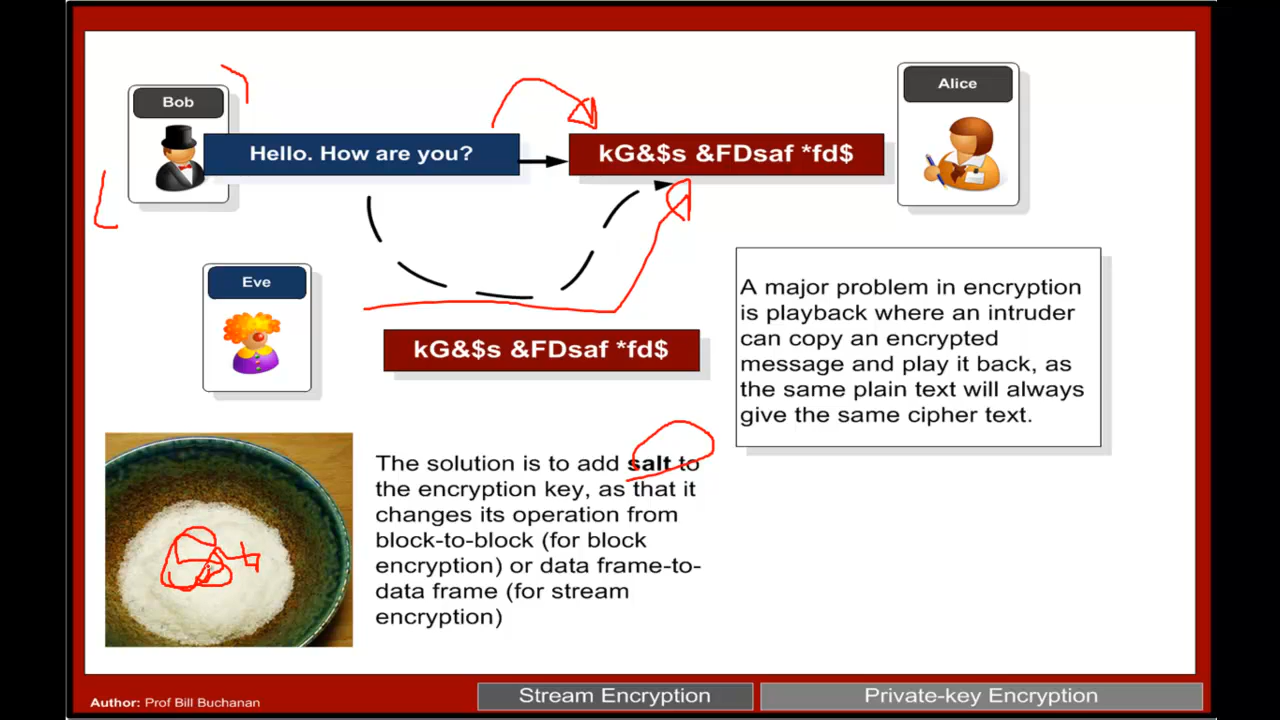 Bob
Alice
Hello. How are you?
kG&$s &FDsaf *fd$
Eve
kG&$s &FDsaf *fd$
A major problem in encryption
is playback where an intruder
can copy an encrypted
message and play it back, as
the same plain text will always
give the same cipher text.
The solution is to add salt to
the encryption key, as that it
changes its operation from
block-to-block (for block
encryption) or data frame-to-
data frame (for stream
encryption)
Author: Prof Bill Buchanan
Stream Encryption
Private-key Encryption